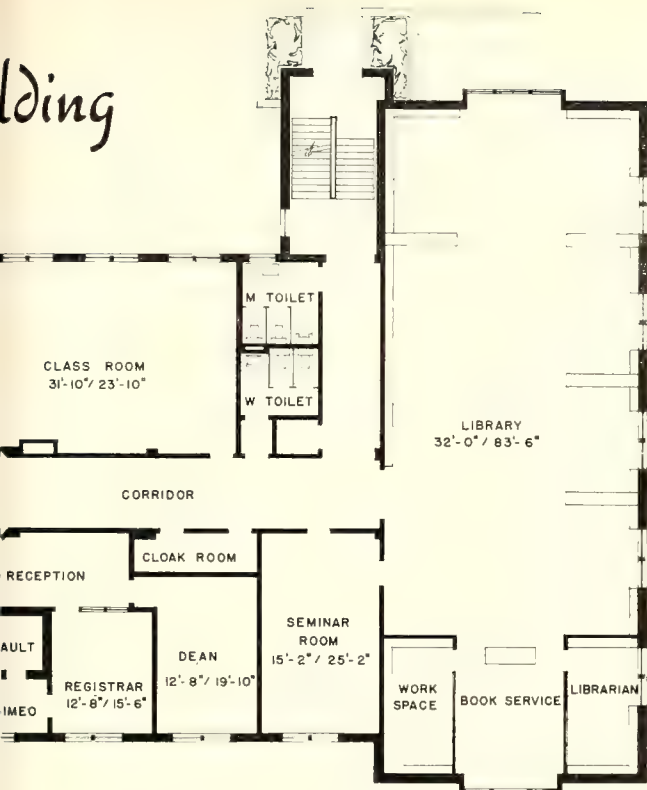 lding
M TOILET
CLASS ROOM
31'-10"/ 23'-10"
W TOILET
LIBRARY
32'-0" / 83'-6"
CORRIDOR
CLOAK ROOM
RECEPTION
SEMINAR
ROOM
15'-2" / 25'-2"
AULT
DEAN
12'-8"/ 19'-10"
REGISTRAR
12'-8"/ 15'-6"
IMEO
WORK
SPACE
BOOK SERVICE
LIBRARIAN